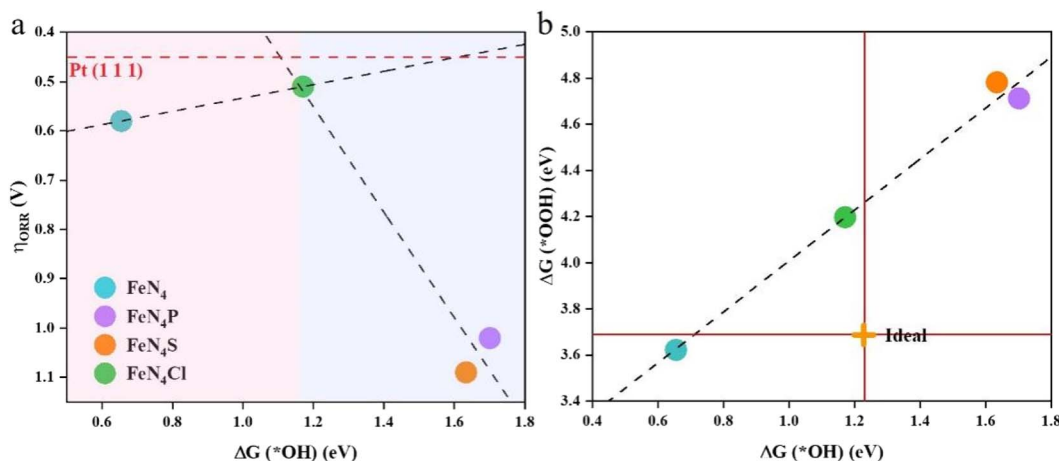 a
0.4
0.5
0.6
0.7
0.8
0.9
1.0
1.1
η_ORR (V)
Pt (1 1 1)
FeN₄
FeN₄P
FeN₄S
FeN₄Cl
0.6 0.8 1.0 1.2 1.4 1.6 1.8
ΔG (*OH) (eV)
b
5.0
4.8
4.6
4.4
4.2
4.0
3.8
3.6
3.4
ΔG (*OOH) (eV)
Ideal
0.4 0.6 0.8 1.0 1.2 1.4 1.6 1.8
ΔG (*OH) (eV)